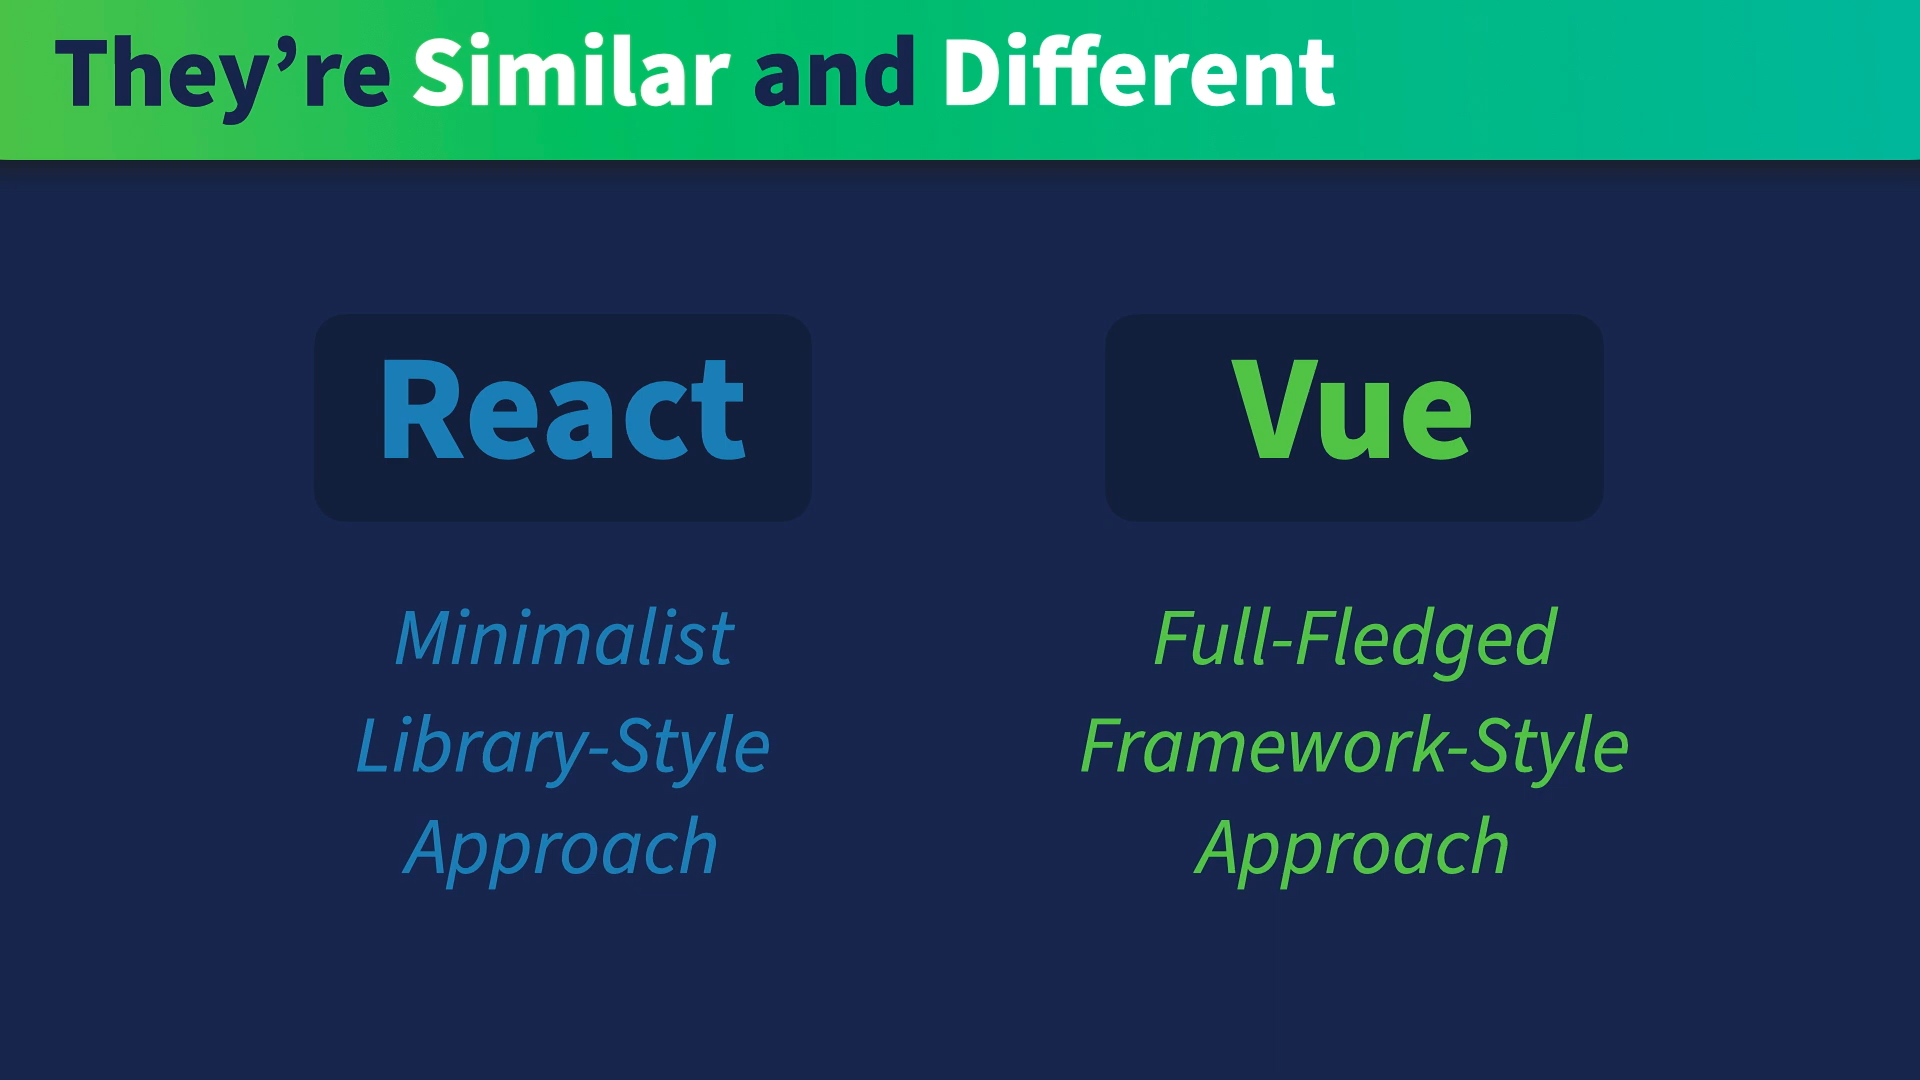 They’re Similar and Different
React
Minimalist
Library-Style
Approach
Vue
Full-Fledged
Framework-Style
Approach